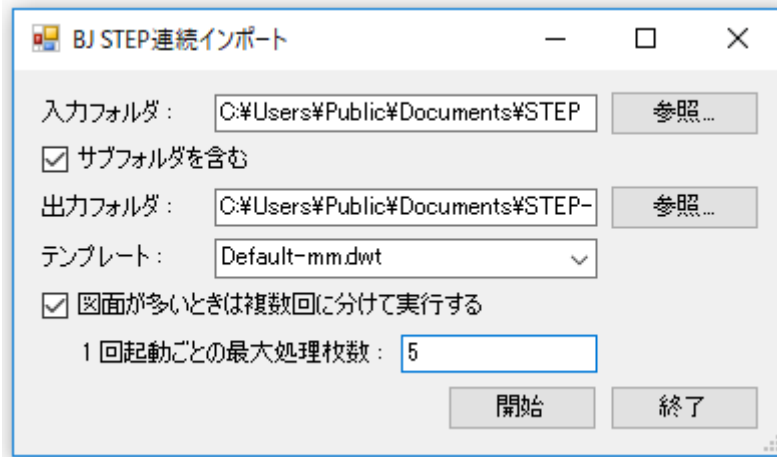 BJ STEP連続インポート
入力フォルダ： C:¥Users¥Public¥Documents¥STEP 参照...
サブフォルダを含む
出力フォルダ： C:¥Users¥Public¥Documents¥STEP- 参照...
テンプレート： Default-mm.dwt
図面が多いときは複数回に分けて実行する
1回起動ごとの最大処理枚数： 5
開始 終了